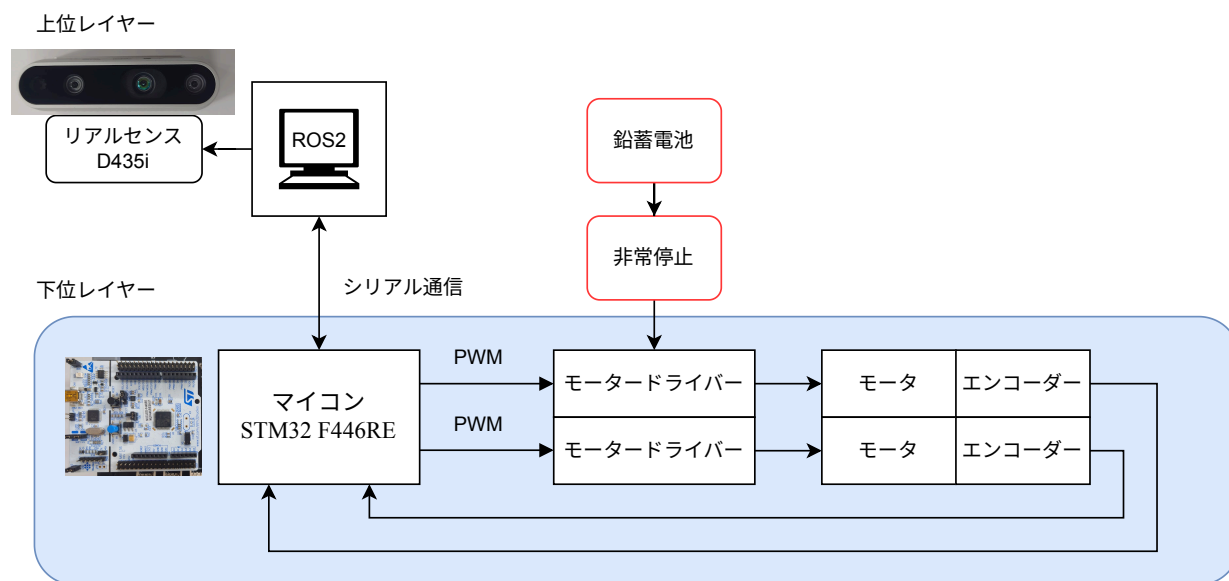 上位レイヤー
リアルセンス
D435i
ROS2
鉛蓄電池
非常停止
シリアル通信
下位レイヤー
マイコン
STM32 F446RE
PWM
PWM
モータードライバー
モータ
エンコーダー
モータードライバー
モータ
エンコーダー